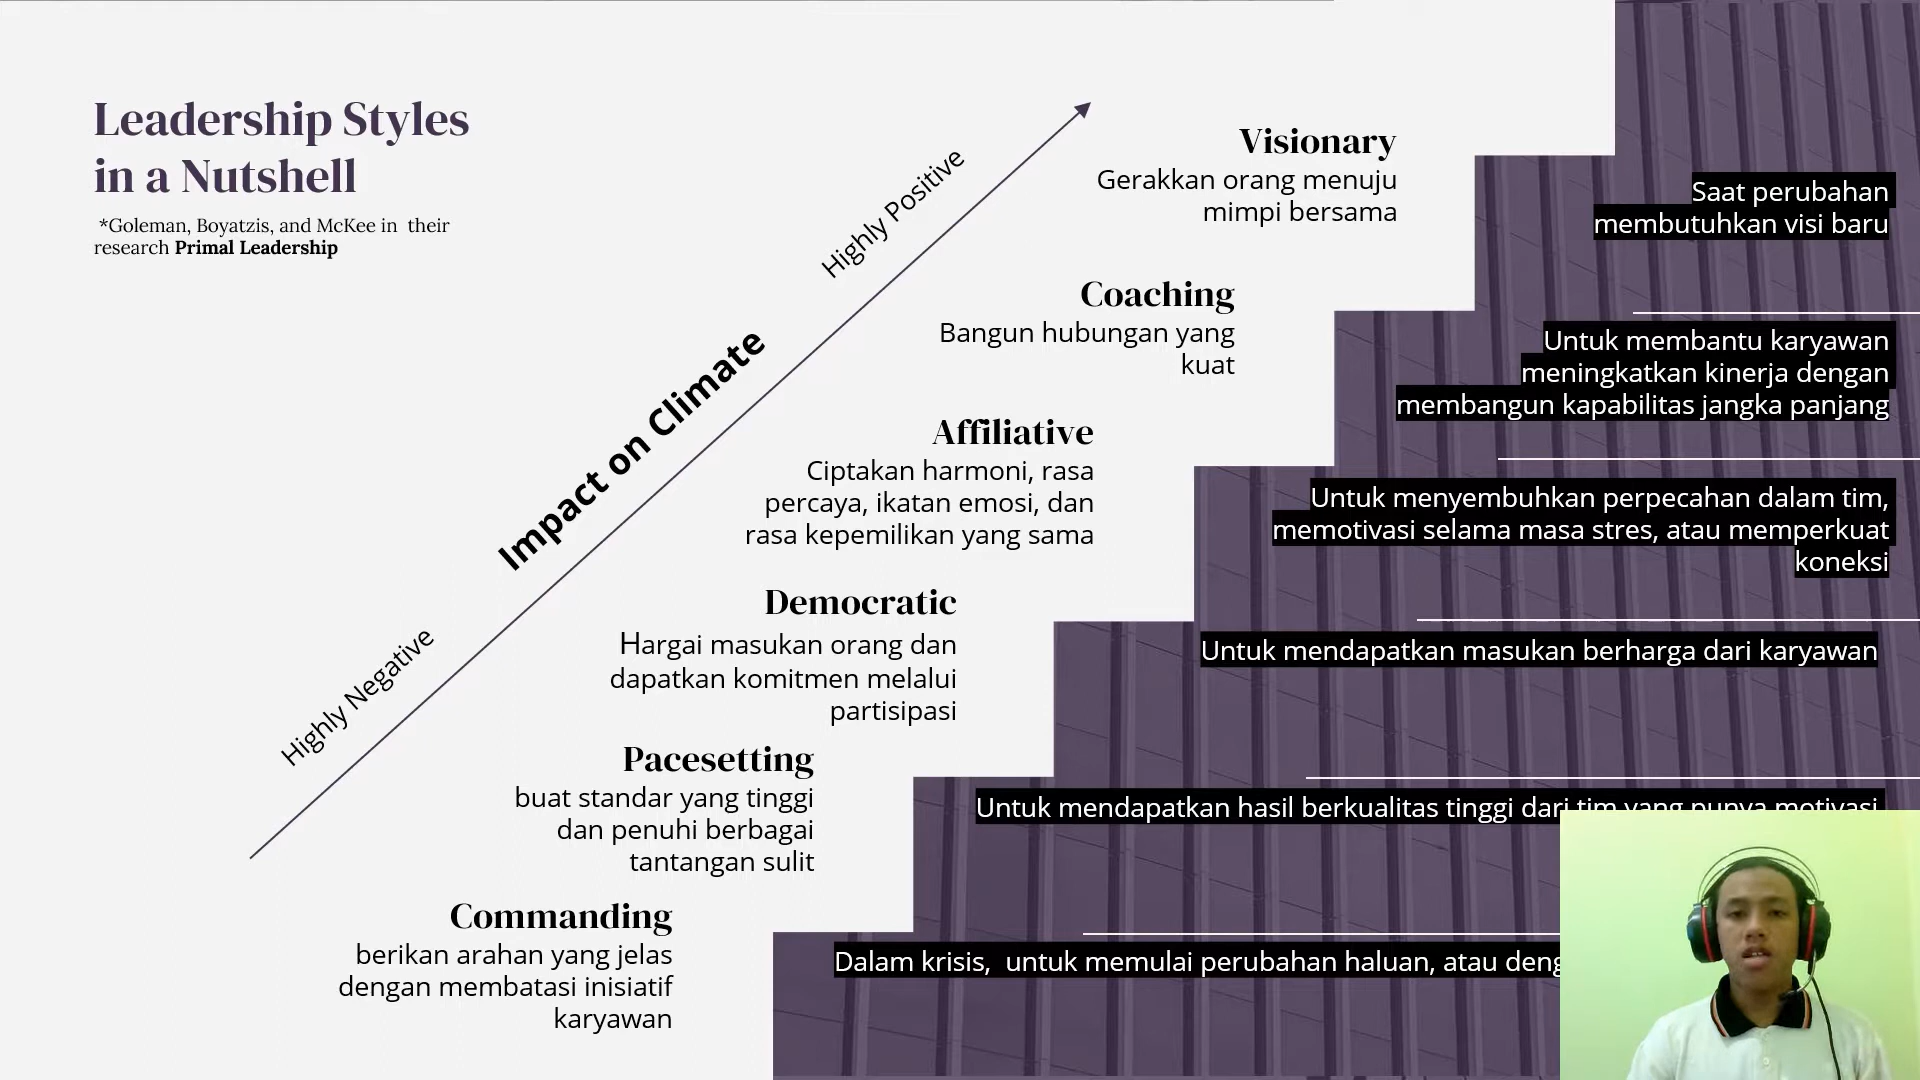 Leadership Styles
in a Nutshell
*Goleman, Boyatzis, and McKee in their
research Primal Leadership
Highly Positive
Impact on Climate
Highly Negative
Visionary
Gerakkan orang menuju
mimpi bersama
Saat perubahan
membutuhkan visi baru
Coaching
Bangun hubungan yang
kuat
Untuk membantu karyawan
meningkatkan kinerja dengan
membangun kapabilitas jangka panjang
Affiliative
Ciptakan harmoni, rasa
percaya, ikatan emosi, dan
rasa kepemilikan yang sama
Untuk menyembuhkan perpecahan dalam tim,
memotivasi selama masa stres, atau memperkuat
koneksi
Democratic
Hargai masukan orang dan
dapatkan komitmen melalui
partisipasi
Untuk mendapatkan masukan berharga dari karyawan
Pacesetting
buat standar yang tinggi
dan penuhi berbagai
tantangan sulit
Untuk mendapatkan hasil berkualitas tinggi dari tim yang punya motivasi
Commanding
berikan arahan yang jelas
dengan membatasi inisiatif
karyawan
Dalam krisis, untuk memulai perubahan haluan, atau